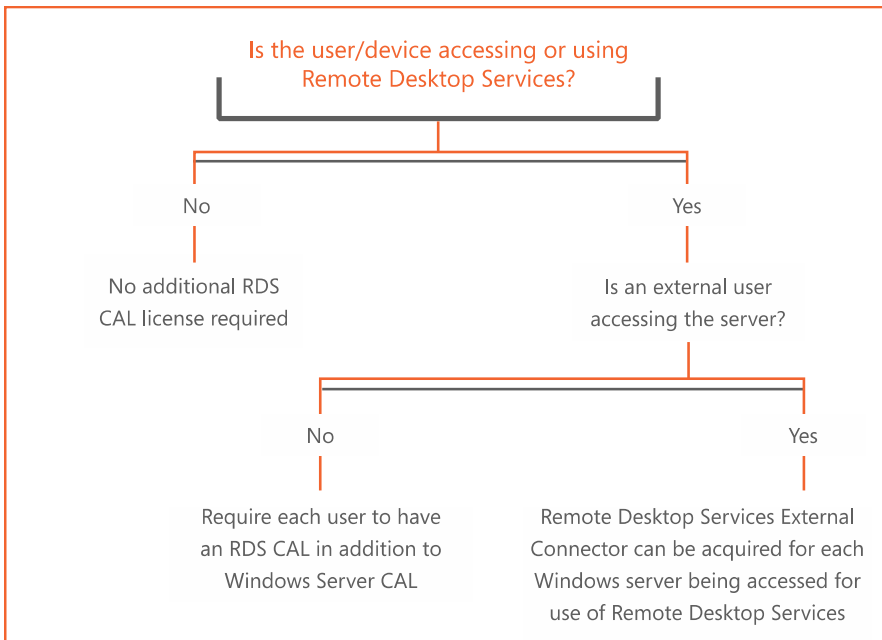 Is the user/device accessing or using
Remote Desktop Services?
No
Yes
No additional RDS
CAL license required
Is an external user
accessing the server?
No
Yes
Require each user to have
an RDS CAL in addition to
Windows Server CAL
Remote Desktop Services External
Connector can be acquired for each
Windows server being accessed for
use of Remote Desktop Services